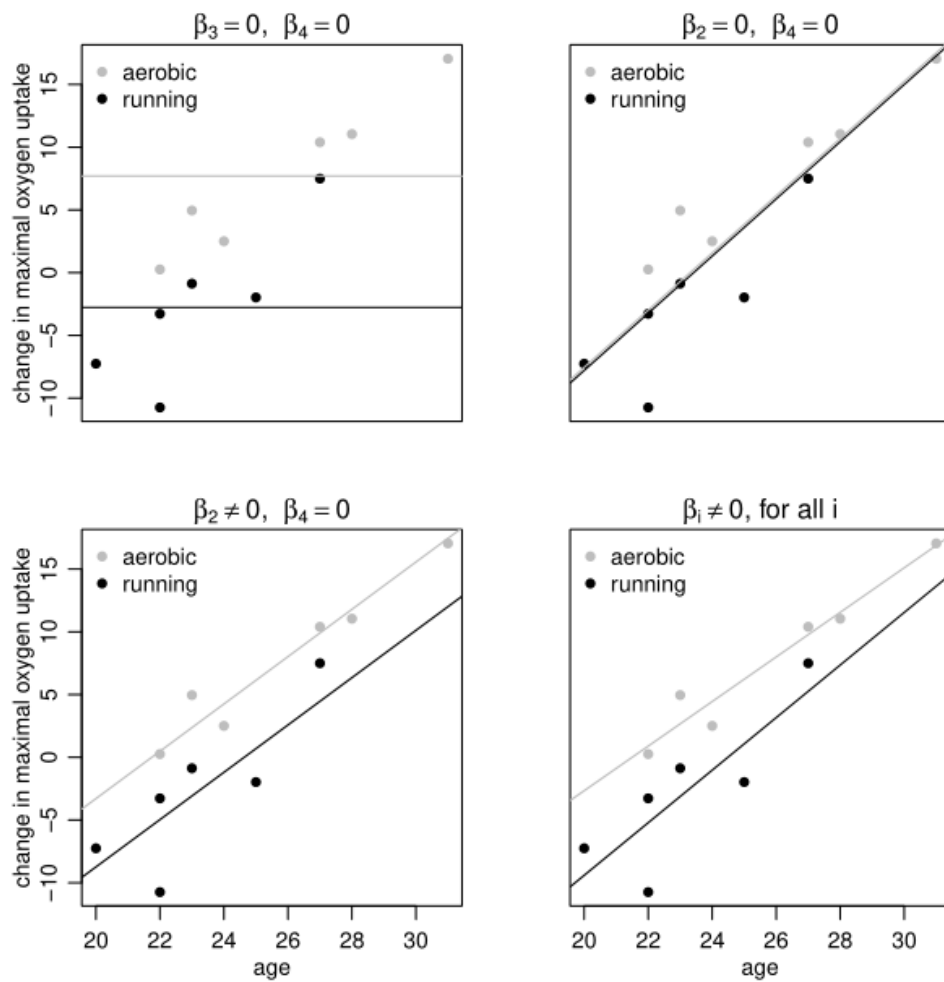 β₃ = 0, β₄ = 0
aerobic
running
change in maximal oxygen uptake
15
10
5
0
−5
−10
β₂ = 0, β₄ = 0
aerobic
running
β₂ ≠ 0, β₄ = 0
aerobic
running
change in maximal oxygen uptake
15
10
5
0
−5
−10
20 22 24 26 28 30
age
βᵢ ≠ 0, for all i
aerobic
running
20 22 24 26 28 30
age